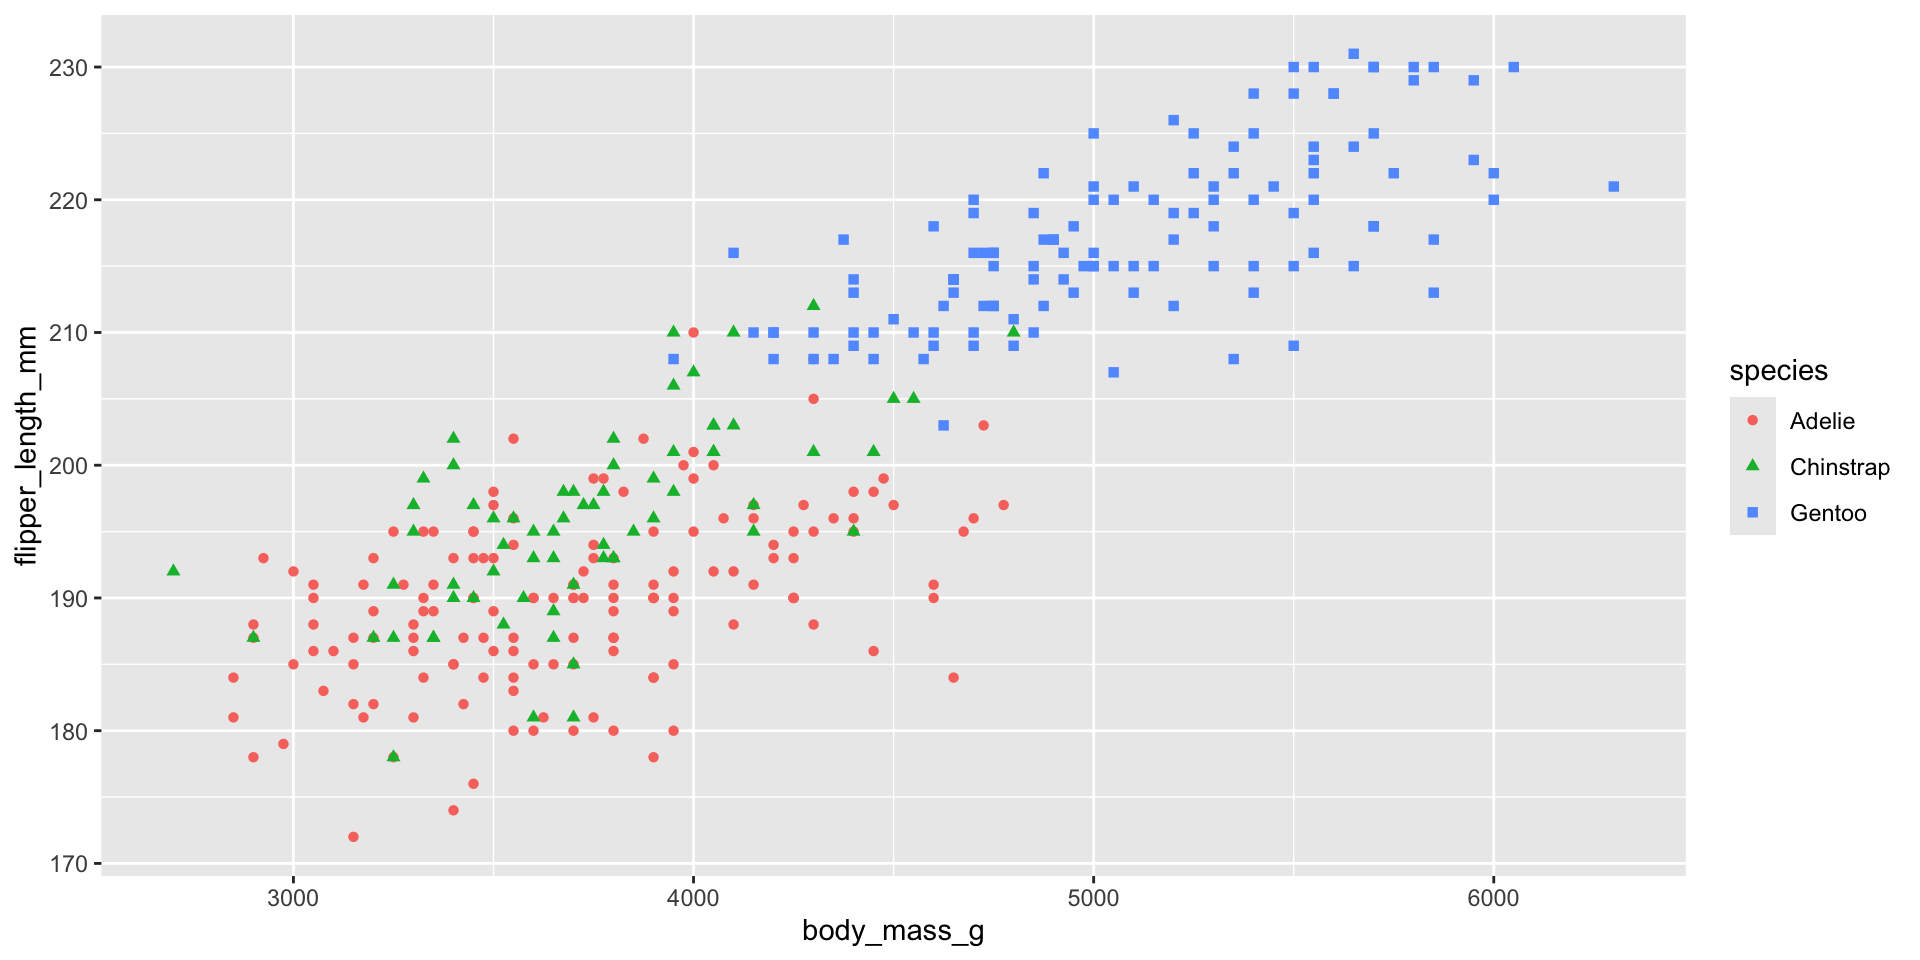 230
220
210
200
190
180
170
flipper_length_mm
3000
4000
5000
6000
body_mass_g
species
Adelie
Chinstrap
Gentoo